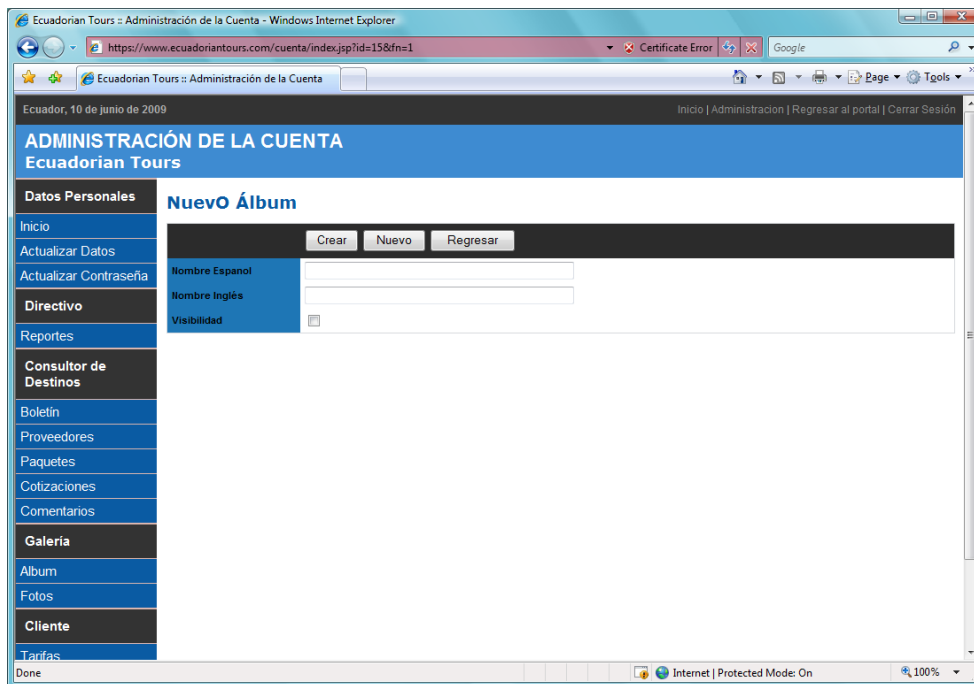 Ecuadorian Tours :: Administración de la Cuenta - Windows Internet Explorer
https://www.ecuadoriantours.com/cuenta/index.jsp?id=15&fn=1
Certificate Error
Google
Ecuadorian Tours :: Administración de la Cuenta
Page
Tools
Ecuador, 10 de junio de 2009
Inicio | Administracion | Regresar al portal | Cerrar Sesión
ADMINISTRACIÓN DE LA CUENTA
Ecuadorian Tours
Datos Personales
Inicio
Actualizar Datos
Actualizar Contraseña
Directivo
Reportes
Consultor de
Destinos
Boletín
Proveedores
Paquetes
Cotizaciones
Comentarios
Galería
Album
Fotos
Cliente
Tarifas
NuevO Álbum
Crear Nuevo Regresar
Nombre Espanol
Nombre Inglés
Visibilidad
Done
Internet | Protected Mode: On
100%